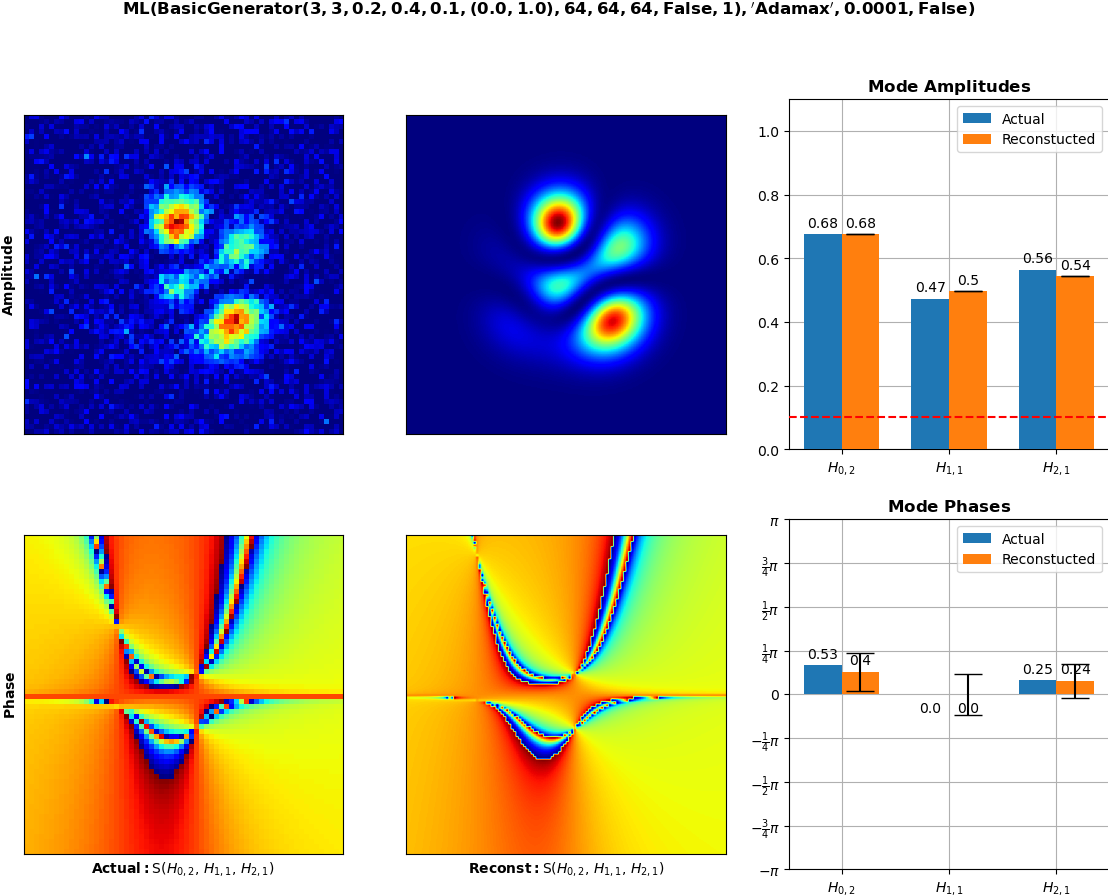 ML(BasicGenerator(3, 3, 0.2, 0.4, 0.1, (0.0, 1.0), 64, 64, 64, False, 1), ′Adamax′, 0.0001, False)
Mode Amplitudes
Amplitude
Actual
Reconstucted
1.0
0.8
0.6
0.4
0.2
0.0
0.68 0.68
0.47 0.5
0.56 0.54
H0,2 H1,1 H2,1
Mode Phases
Phase
Actual
Reconstucted
π
3/4π
1/2π
1/4π
0
−1/4π
−1/2π
−3/4π
−π
0.53 0.4
0.0 0.0
0.25 0.24
H0,2 H1,1 H2,1
Actual: S(H0,2, H1,1, H2,1)
Reconst: S(H0,2, H1,1, H2,1)